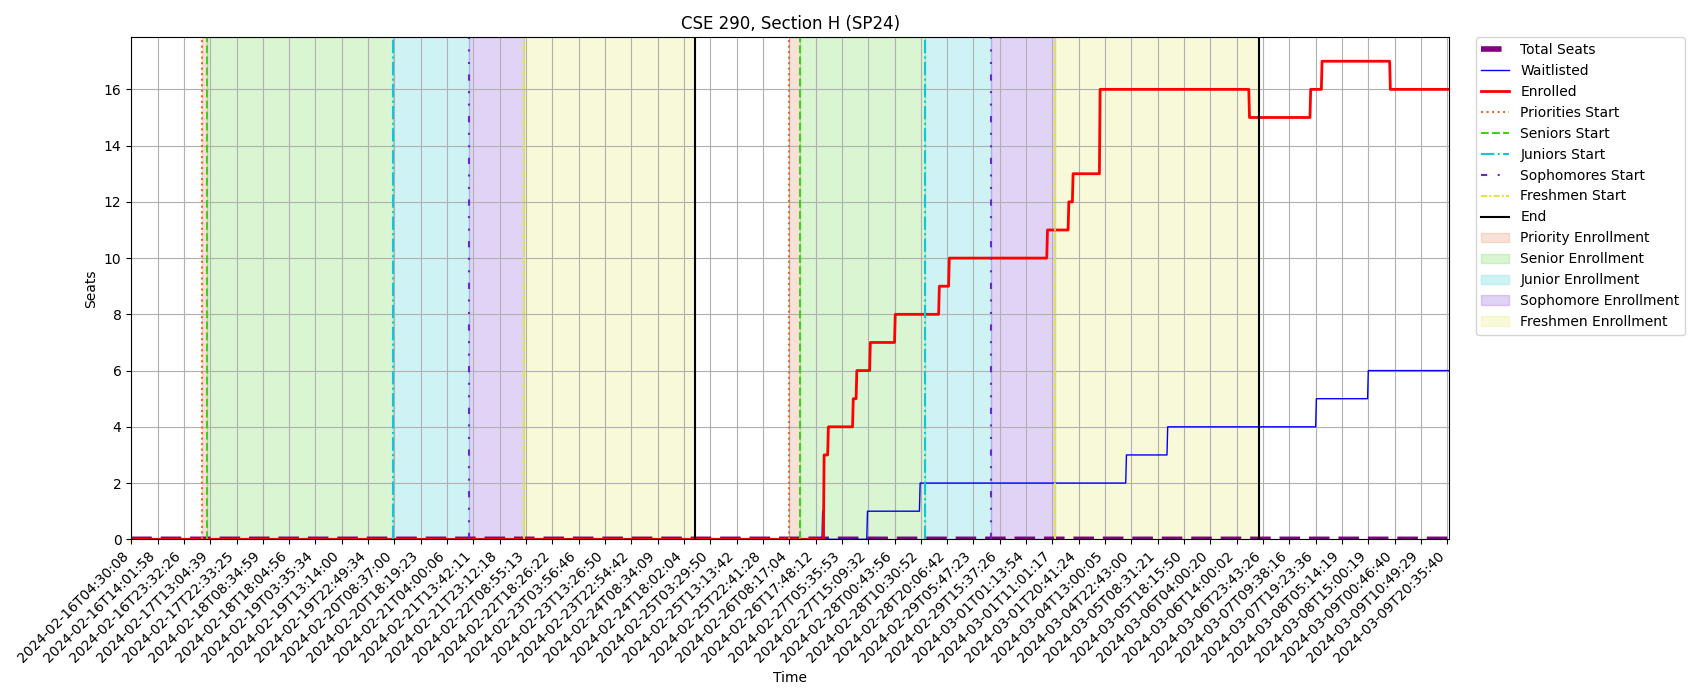 CSE 290, Section H (SP24)
Seats
16
14
12
10
8
6
4
2
0
2024-02-16T04:30:08
2024-02-16T14:01:58
2024-02-16T23:32:26
2024-02-17T13:04:39
2024-02-17T22:33:25
2024-02-18T08:34:59
2024-02-18T18:04:56
2024-02-19T03:35:34
2024-02-19T13:14:00
2024-02-19T22:49:34
2024-02-20T08:37:00
2024-02-20T18:19:23
2024-02-21T04:00:06
2024-02-21T13:42:11
2024-02-21T23:12:18
2024-02-22T08:55:13
2024-02-22T18:26:22
2024-02-23T03:56:46
2024-02-23T13:26:50
2024-02-23T22:54:42
2024-02-24T08:34:09
2024-02-24T18:02:04
2024-02-25T03:29:50
2024-02-25T13:13:42
2024-02-25T22:41:28
2024-02-26T08:17:04
2024-02-26T17:48:12
2024-02-27T05:35:53
2024-02-27T15:09:32
2024-02-28T00:43:56
2024-02-28T10:30:52
2024-02-28T20:06:42
2024-02-29T05:47:23
2024-02-29T15:37:26
2024-03-01T01:13:54
2024-03-01T11:01:17
2024-03-01T20:41:24
2024-03-04T13:00:05
2024-03-04T22:43:00
2024-03-05T08:31:21
2024-03-05T18:15:50
2024-03-06T04:00:20
2024-03-06T14:00:02
2024-03-06T23:43:26
2024-03-07T09:38:16
2024-03-07T19:23:36
2024-03-08T05:14:19
2024-03-08T15:00:19
2024-03-09T00:46:40
2024-03-09T10:49:29
2024-03-09T20:35:40
Time
Total Seats
Waitlisted
Enrolled
Priorities Start
Seniors Start
Juniors Start
Sophomores Start
Freshmen Start
End
Priority Enrollment
Senior Enrollment
Junior Enrollment
Sophomore Enrollment
Freshmen Enrollment